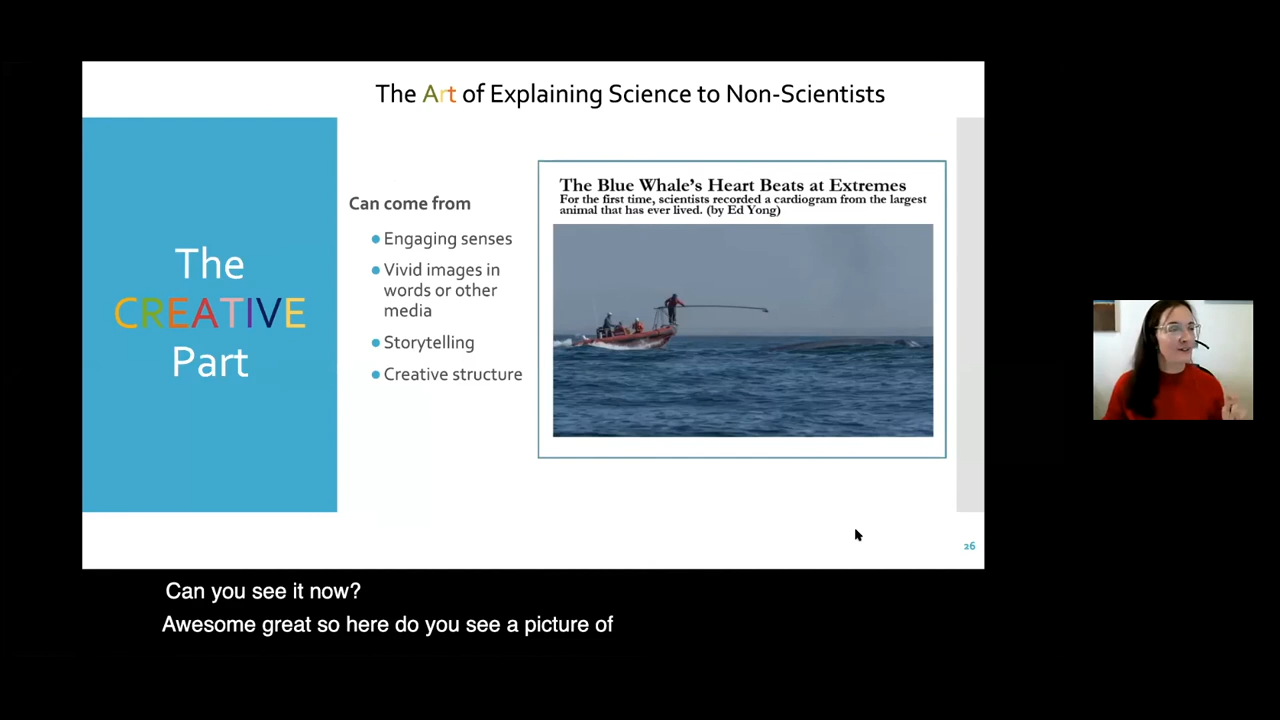 The Art of Explaining Science to Non-Scientists
The
CREATIVE
Part
Can come from
Engaging senses
Vivid images in
words or other
media
Storytelling
Creative structure
The Blue Whale's Heart Beats at Extremes
For the first time, scientists recorded a cardiogram from the largest
animal that has ever lived. (by Ed Yong)
26
Can you see it now?
Awesome great so here do you see a picture of